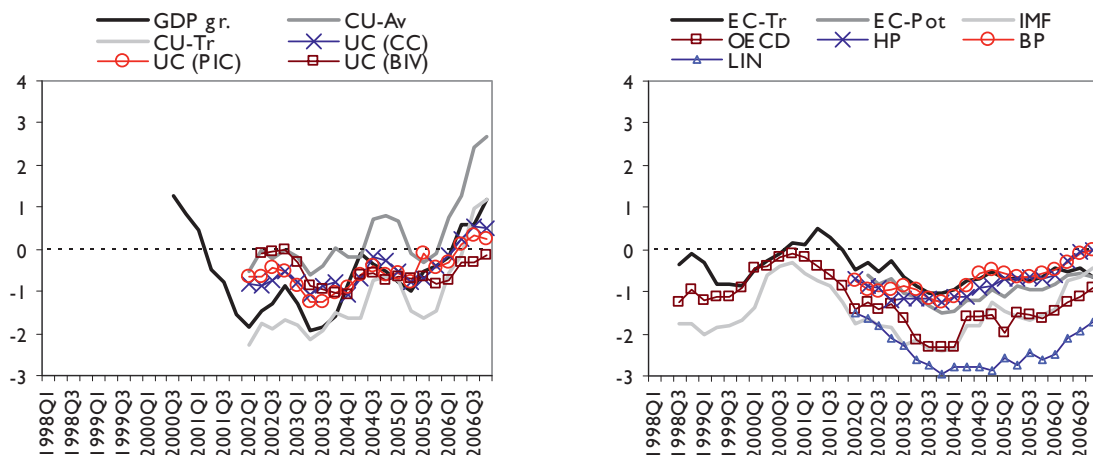 GDP gr. CU-Av
CU-Tr UC (CC)
UC (PIC) UC (BIV)
4
3
2
1
0
-1
-2
-3
1998Q1
1998Q3
1999Q1
1999Q3
2000Q1
2000Q3
2001Q1
2001Q3
2002Q1
2002Q3
2003Q1
2003Q3
2004Q1
2004Q3
2005Q1
2005Q3
2006Q1
2006Q3
EC-Tr EC-Pot IMF
OECD HP BP
LIN
4
3
2
1
0
-1
-2
-3
1998Q1
1998Q3
1999Q1
1999Q3
2000Q1
2000Q3
2001Q1
2001Q3
2002Q1
2002Q3
2003Q1
2003Q3
2004Q1
2004Q3
2005Q1
2005Q3
2006Q1
2006Q3